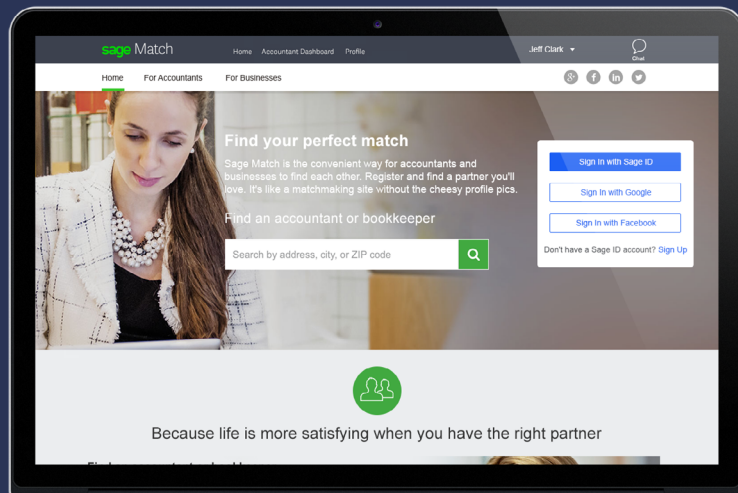 sage Match
Home Accountant Dashboard Profile
Jeff Clark
Chat
Home For Accountants For Businesses
Find your perfect match
Sage Match is the convenient way for accountants and
businesses to find each other. Register and find a partner you'll
love. It's like a matchmaking site without the cheesy profile pics.
Find an accountant or bookkeeper
Search by address, city, or ZIP code
Sign In with Sage ID
Sign In with Google
Sign In with Facebook
Don't have a Sage ID account? Sign Up
Because life is more satisfying when you have the right partner